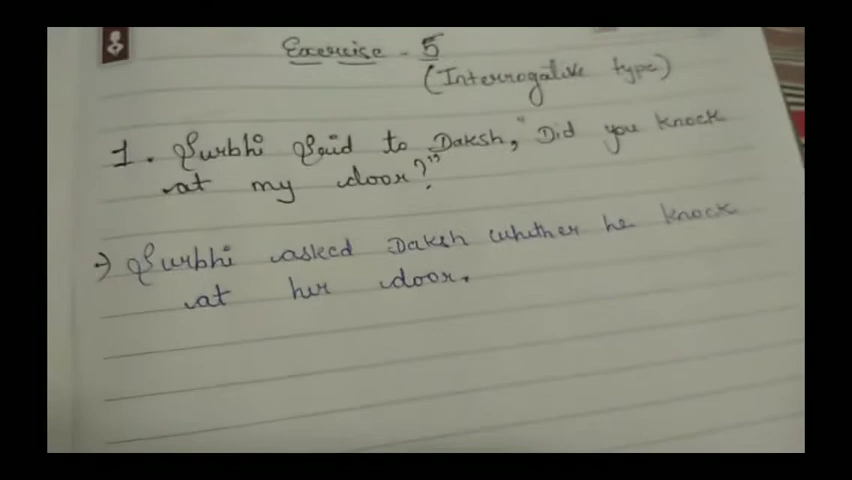 Exercise - 5
(Interrogative type)
1. Surbhi Said to Daksh, "Did you knock
at my door?"
→ Surbhi asked Daksh whither he knock
at her door.